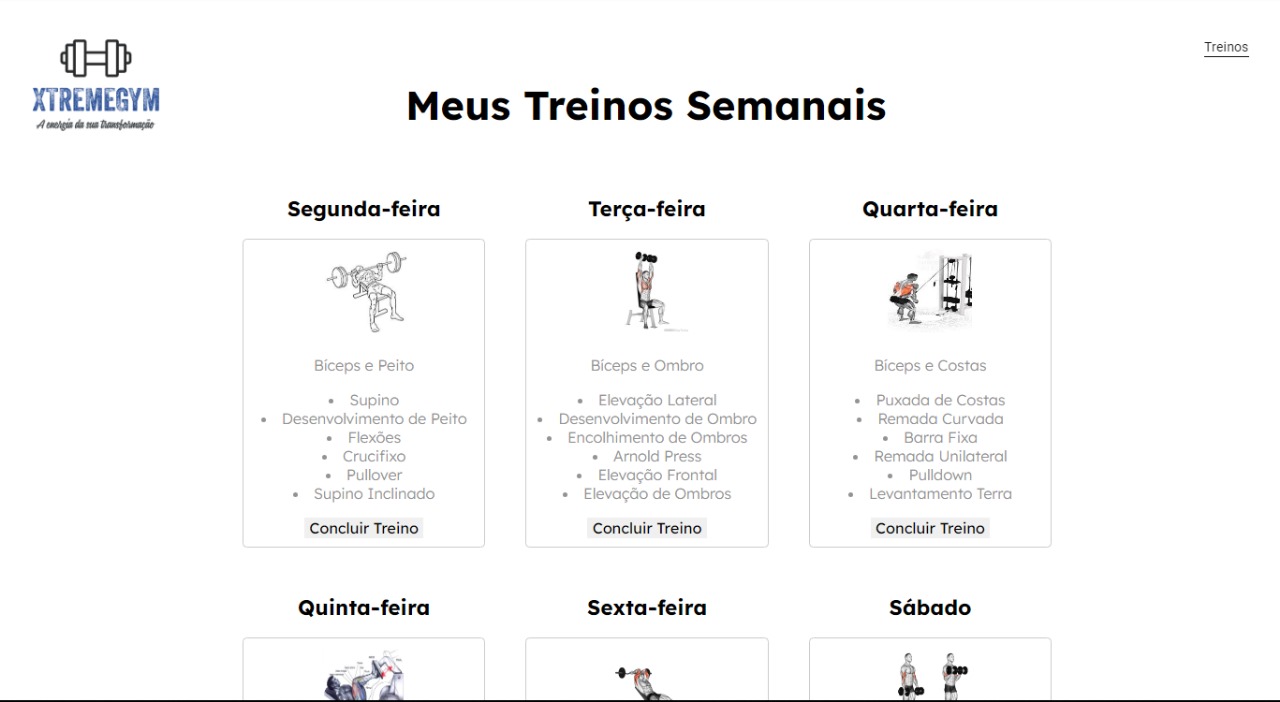 Treinos
XTREMEGYM
A energia da sua transformação
Meus Treinos Semanais
Segunda-feira
Bíceps e Peito
• Supino
• Desenvolvimento de Peito
• Flexões
• Crucifixo
• Pullover
• Supino Inclinado
Concluir Treino
Terça-feira
Bíceps e Ombro
• Elevação Lateral
• Desenvolvimento de Ombro
• Encolhimento de Ombros
• Arnold Press
• Elevação Frontal
• Elevação de Ombros
Concluir Treino
Quarta-feira
Bíceps e Costas
• Puxada de Costas
• Remada Curvada
• Barra Fixa
• Remada Unilateral
• Pulldown
• Levantamento Terra
Concluir Treino
Quinta-feira
Sexta-feira
Sábado